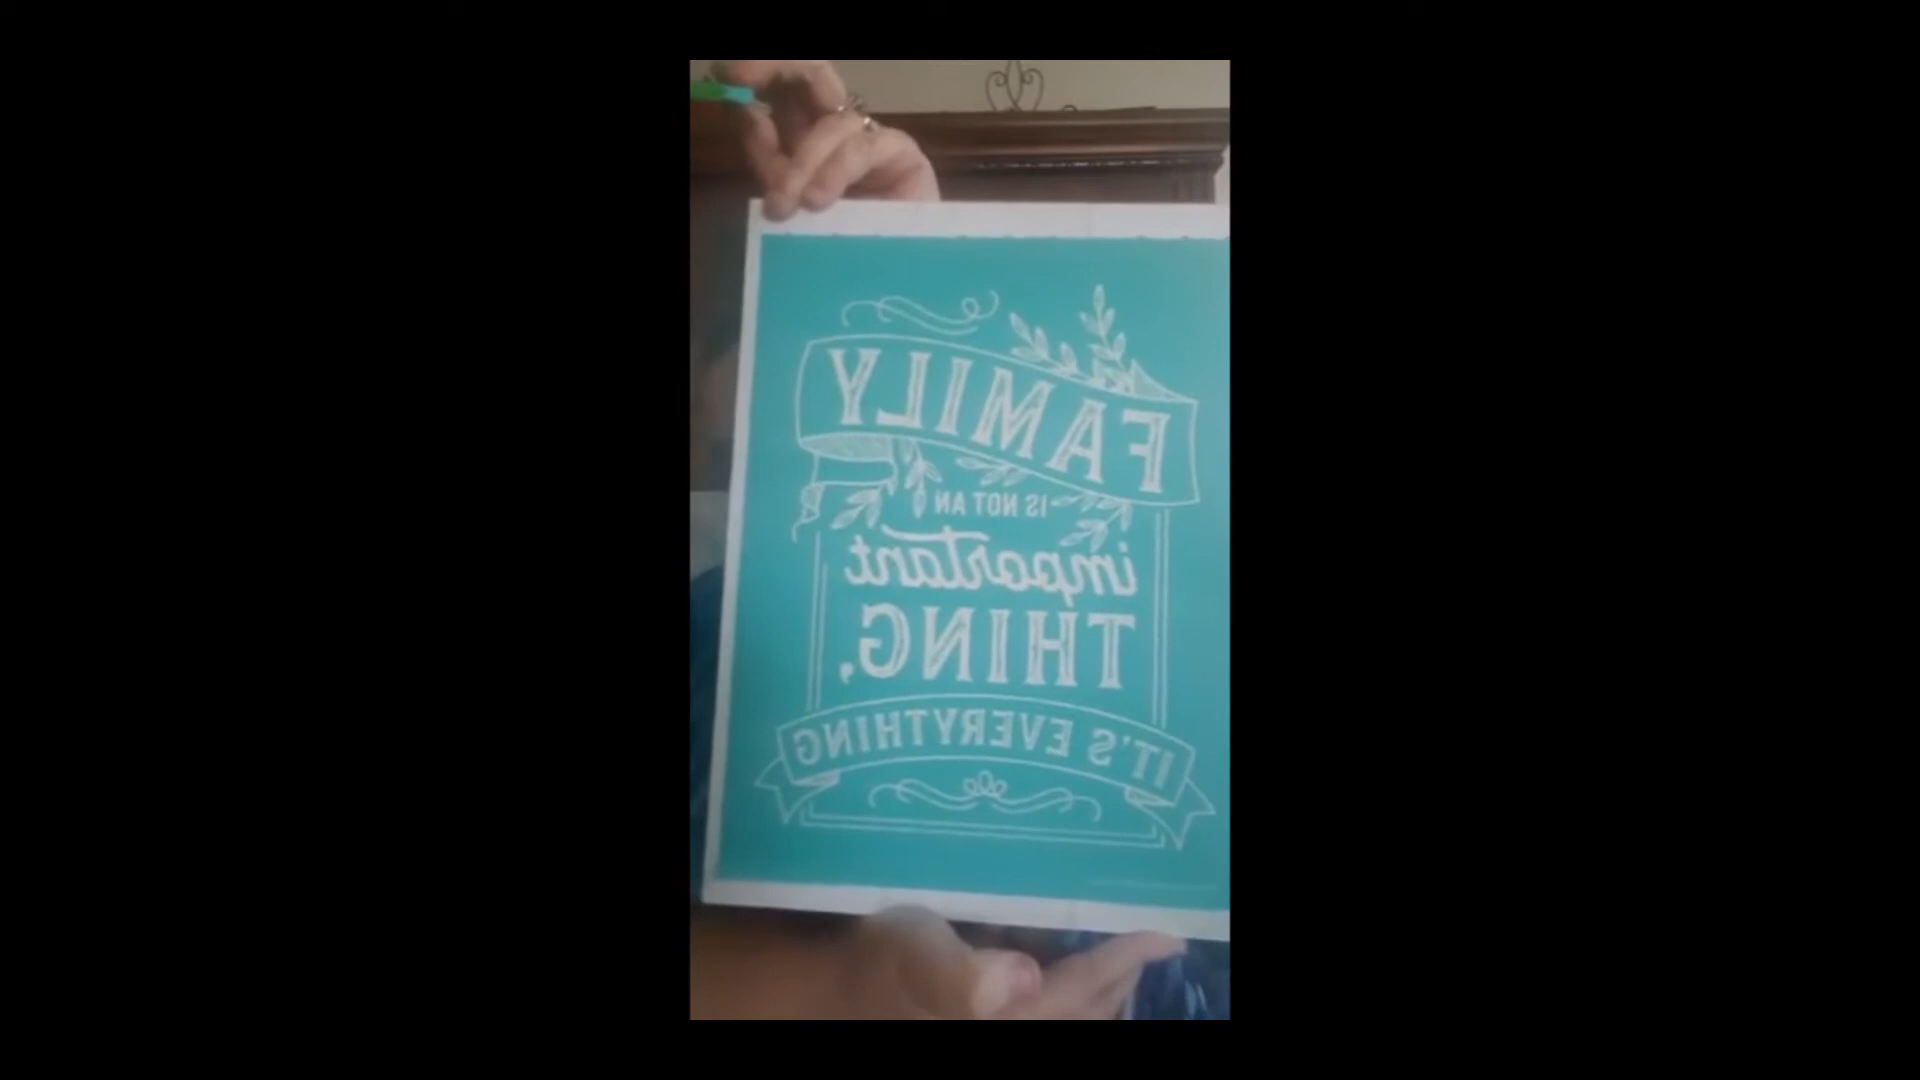 FAMILY
IS NOT AN
important
THING,
IT'S EVERYTHING